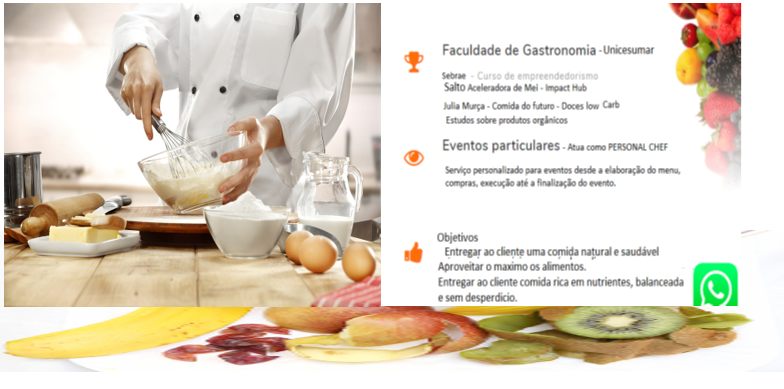 Faculdade de Gastronomia - Unicesumar
Sebrae - Curso de empreendedorismo
Salto Aceleradora de Mei - Impact Hub
Julia Murça - Comida do futuro - Doces low Carb
Estudos sobre produtos orgânicos
Eventos particulares - Atua como PERSONAL CHEF
Serviço personalizado para eventos desde a elaboração do menu,
compras, execução até a finalização do evento.
Objetivos
Entregar ao cliente uma comida natural e saudável
Aproveitar o maximo os alimentos.
Entregar ao cliente comida rica em nutrientes, balanceada
e sem desperdicio.